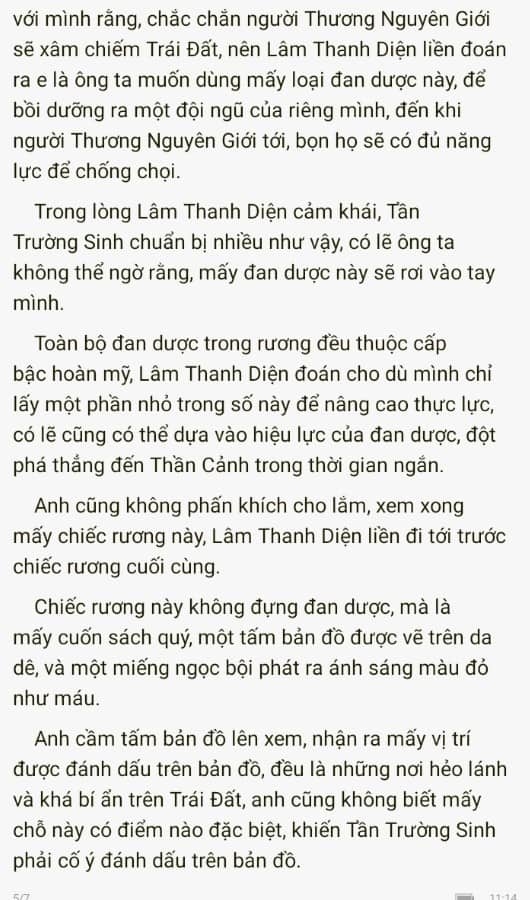 với mình rằng, chắc chắn người Thương Nguyên Giới
sẽ xâm chiếm Trái Đất, nên Lâm Thanh Diện liền đoán
ra e là ông ta muốn dùng mấy loại đan dược này, để
bồi dưỡng ra một đội ngũ của riêng mình, đến khi
người Thương Nguyên Giới tới, bọn họ sẽ có đủ năng
lực để chống chọi.
Trong lòng Lâm Thanh Diện cảm khái, Tần
Trường Sinh chuẩn bị nhiều như vậy, có lẽ ông ta
không thể ngờ rằng, mấy đan dược này sẽ rơi vào tay
mình.
Toàn bộ đan dược trong rương đều thuộc cấp
bậc hoàn mỹ, Lâm Thanh Diện đoán cho dù mình chỉ
lấy một phần nhỏ trong số này để nâng cao thực lực,
có lẽ cũng có thể dựa vào hiệu lực của đan dược, đột
phá thẳng đến Thần Cảnh trong thời gian ngắn.
Anh cũng không phấn khích cho lắm, xem xong
mấy chiếc rương này, Lâm Thanh Diện liền đi tới trước
chiếc rương cuối cùng.
Chiếc rương này không đựng đan dược, mà là
mấy cuốn sách quý, một tấm bản đồ được vẽ trên da
dê, và một miếng ngọc bội phát ra ánh sáng màu đỏ
như máu.
Anh cầm tấm bản đồ lên xem, nhận ra mấy vị trí
được đánh dấu trên bản đồ, đều là những nơi hẻo lánh
và khá bí ẩn trên Trái Đất, anh cũng không biết mấy
chỗ này có điểm nào đặc biệt, khiến Tần Trường Sinh
phải cố ý đánh dấu trên bản đồ.
5/7 11:14